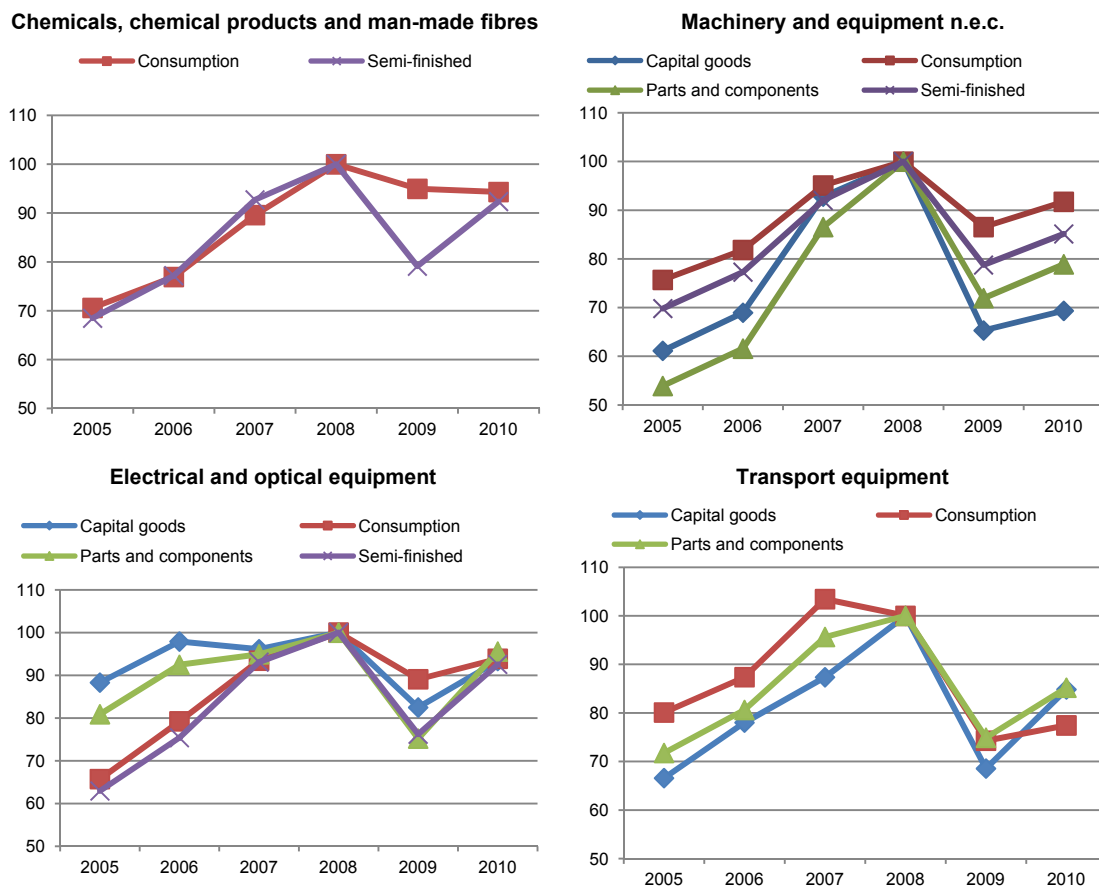 Chemicals, chemical products and man-made fibres
Consumption Semi-finished
110
100
90
80
70
60
50
2005 2006 2007 2008 2009 2010
Machinery and equipment n.e.c.
Capital goods Consumption
Parts and components Semi-finished
110
100
90
80
70
60
50
2005 2006 2007 2008 2009 2010
Electrical and optical equipment
Capital goods Consumption
Parts and components Semi-finished
110
100
90
80
70
60
50
2005 2006 2007 2008 2009 2010
Transport equipment
Capital goods Consumption
Parts and components
110
100
90
80
70
60
50
2005 2006 2007 2008 2009 2010